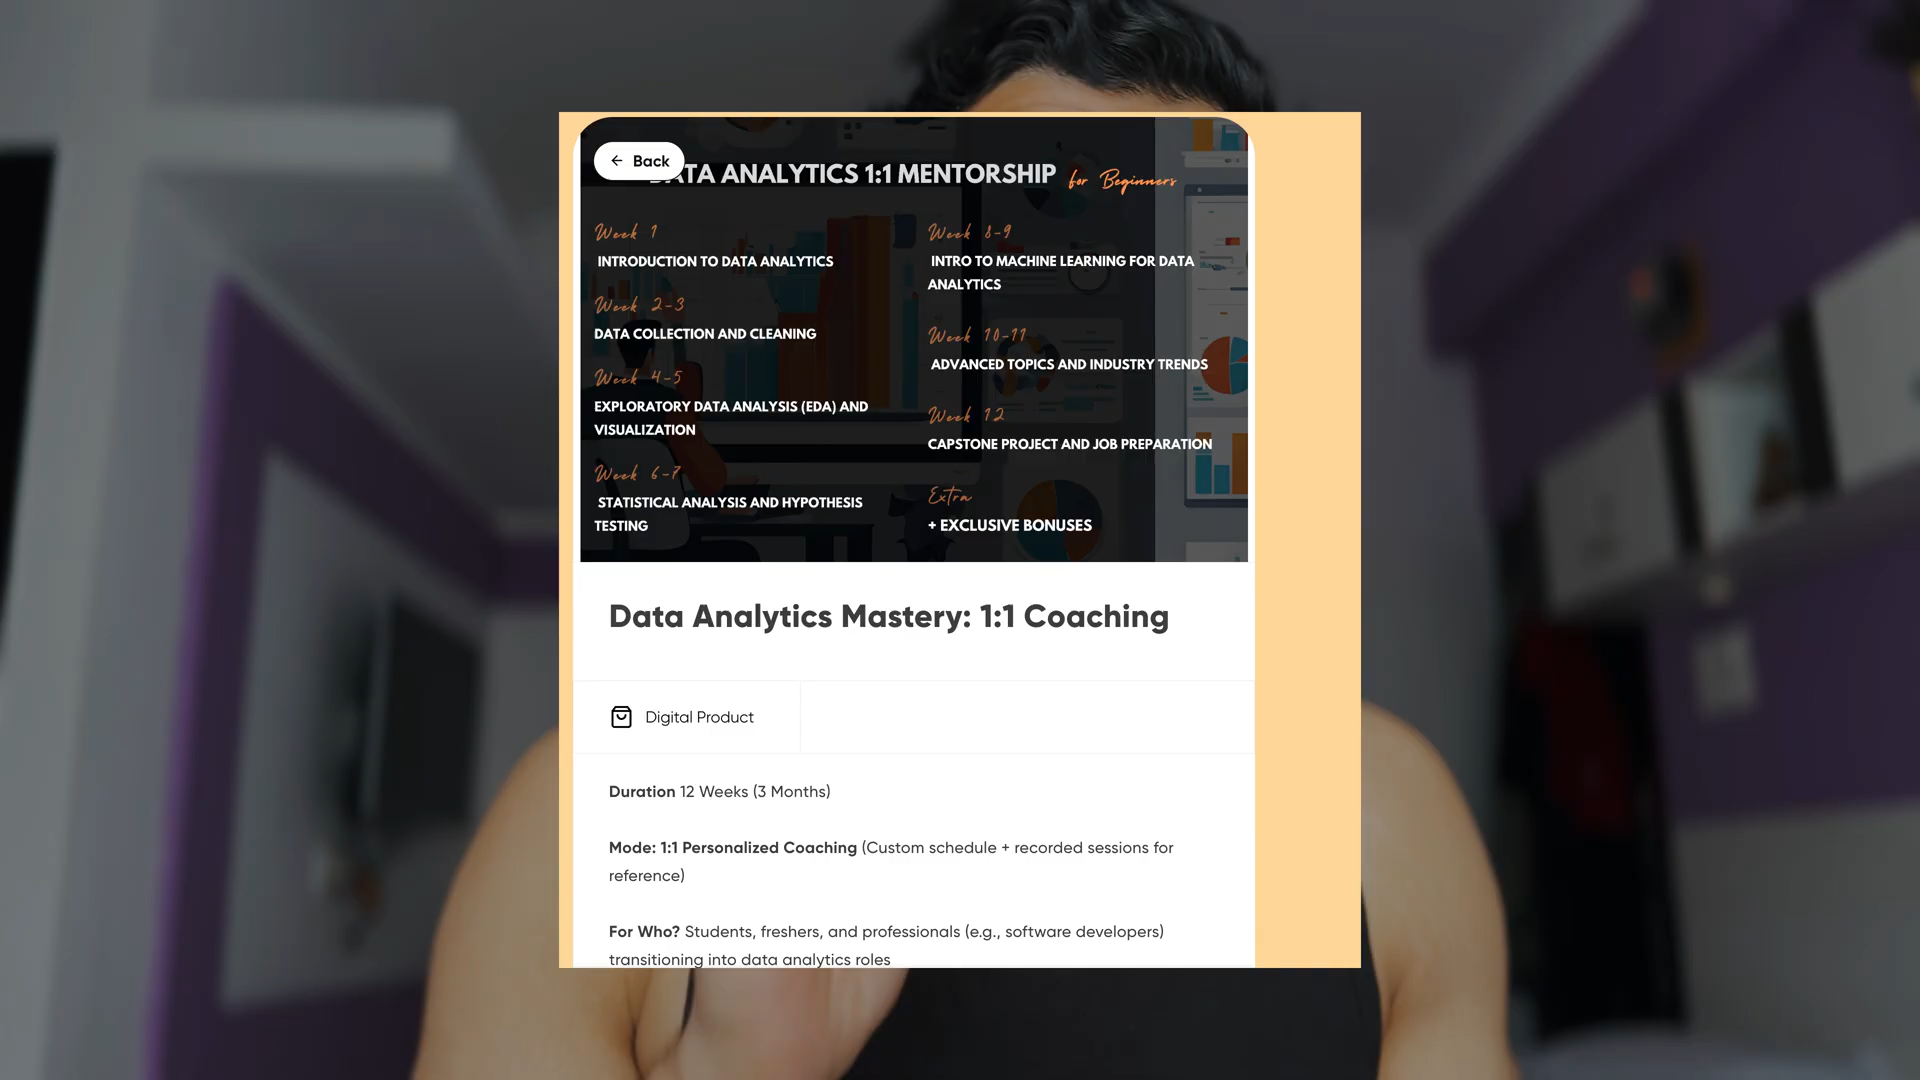 Back
DATA ANALYTICS 1:1 MENTORSHIP for Beginners
Week 1
INTRODUCTION TO DATA ANALYTICS
Week 2-3
DATA COLLECTION AND CLEANING
Week 4-5
EXPLORATORY DATA ANALYSIS (EDA) AND
VISUALIZATION
Week 6-7
STATISTICAL ANALYSIS AND HYPOTHESIS
TESTING
Week 8-9
INTRO TO MACHINE LEARNING FOR DATA
ANALYTICS
Week 10-11
ADVANCED TOPICS AND INDUSTRY TRENDS
Week 12
CAPSTONE PROJECT AND JOB PREPARATION
Extra
+ EXCLUSIVE BONUSES
Data Analytics Mastery: 1:1 Coaching
Digital Product
Duration 12 Weeks (3 Months)
Mode: 1:1 Personalized Coaching (Custom schedule + recorded sessions for
reference)
For Who? Students, freshers, and professionals (e.g., software developers)
transitioning into data analytics roles